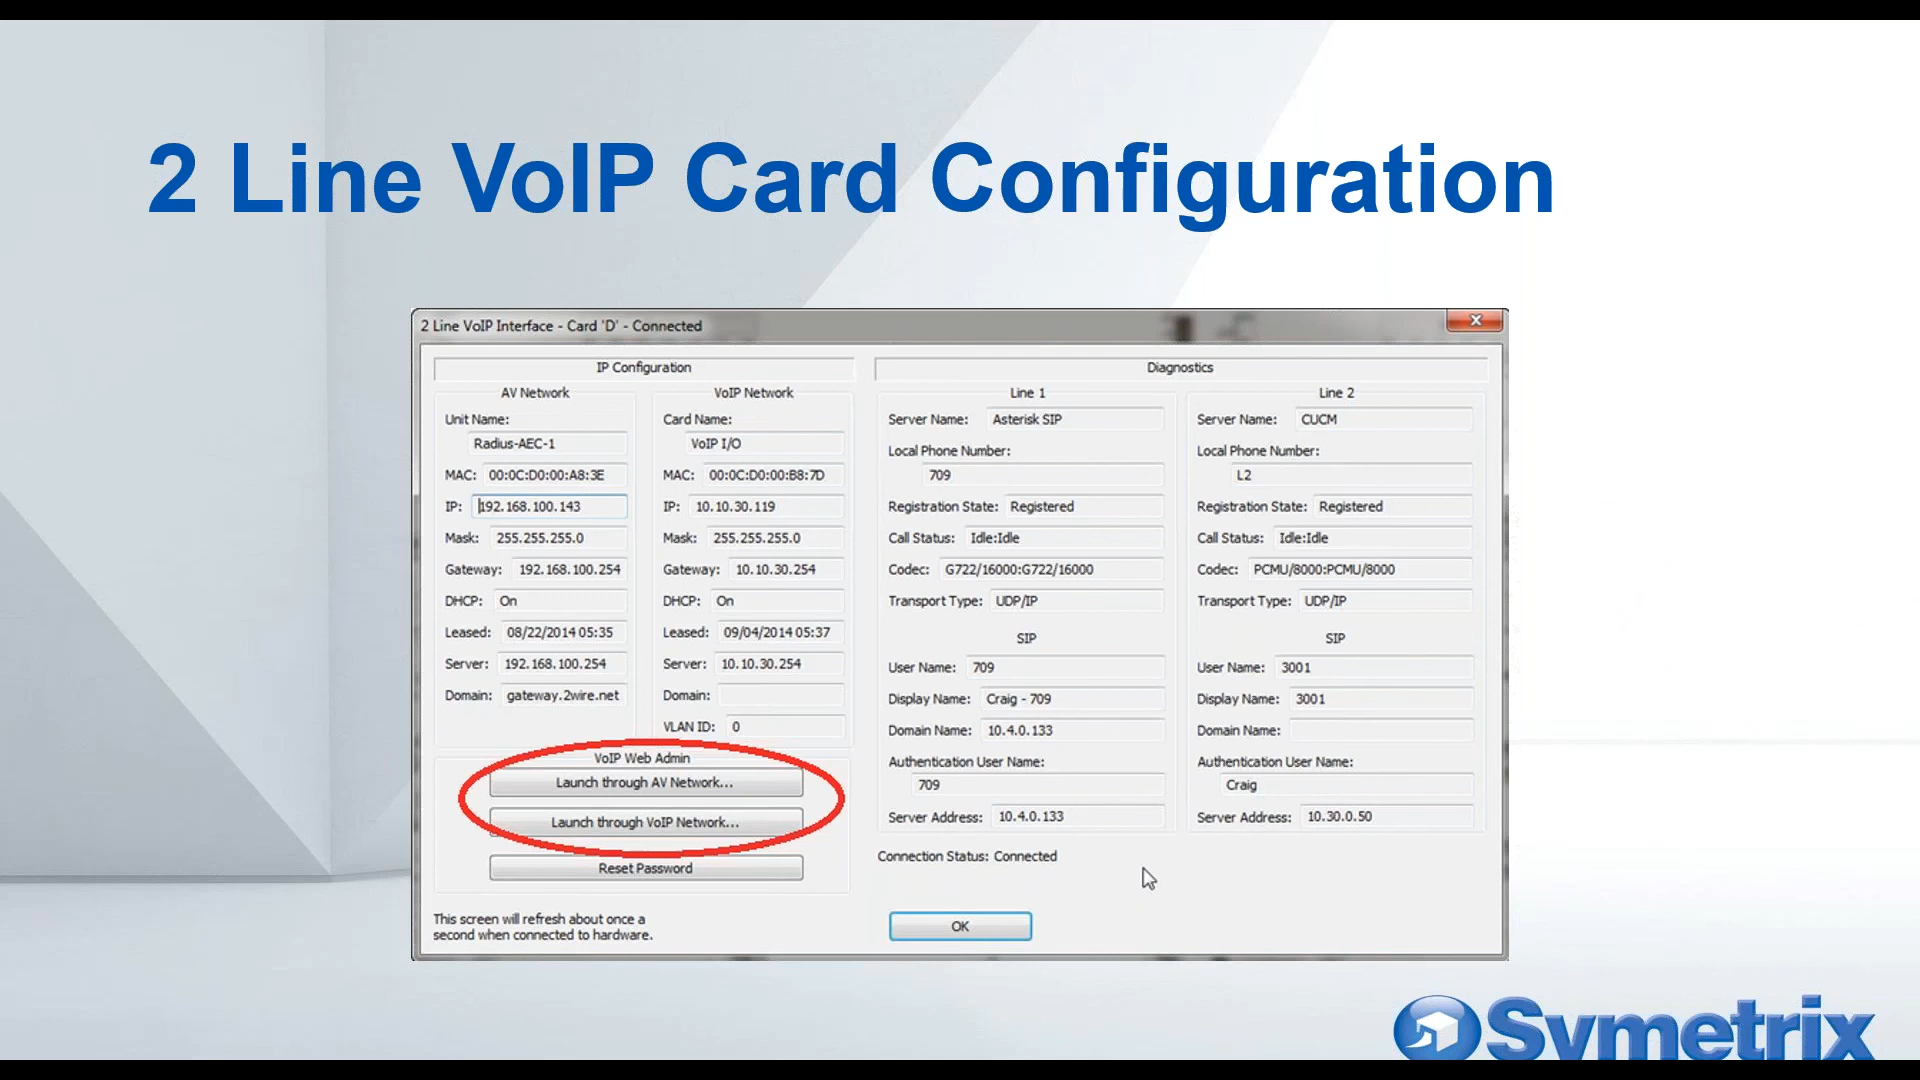 2 Line VoIP Card Configuration
2 Line VoIP Interface - Card 'D' - Connected
IP Configuration
AV Network
Unit Name:
Radius-AEC-1
MAC: 00:0C:D0:00:A8:3E
IP: 192.168.100.143
Mask: 255.255.255.0
Gateway: 192.168.100.254
DHCP: On
Leased: 08/22/2014 05:35
Server: 192.168.100.254
Domain: gateway.2wire.net
VoIP Network
Card Name:
VoIP I/O
MAC: 00:0C:D0:00:B8:7D
IP: 10.10.30.119
Mask: 255.255.255.0
Gateway: 10.10.30.254
DHCP: On
Leased: 09/04/2014 05:37
Server: 10.10.30.254
Domain:
VLAN ID: 0
VoIP Web Admin
Launch through AV Network...
Launch through VoIP Network...
Reset Password
This screen will refresh about once a
second when connected to hardware.
Diagnostics
Line 1
Server Name: Asterisk SIP
Local Phone Number:
709
Registration State: Registered
Call Status: Idle:Idle
Codec: G722/16000:G722/16000
Transport Type: UDP/IP
SIP
User Name: 709
Display Name: Craig - 709
Domain Name: 10.4.0.133
Authentication User Name:
709
Server Address: 10.4.0.133
Line 2
Server Name: CUCM
Local Phone Number:
L2
Registration State: Registered
Call Status: Idle:Idle
Codec: PCMU/8000:PCMU/8000
Transport Type: UDP/IP
SIP
User Name: 3001
Display Name: 3001
Domain Name:
Authentication User Name:
Craig
Server Address: 10.30.0.50
Connection Status: Connected
OK
Symetrix